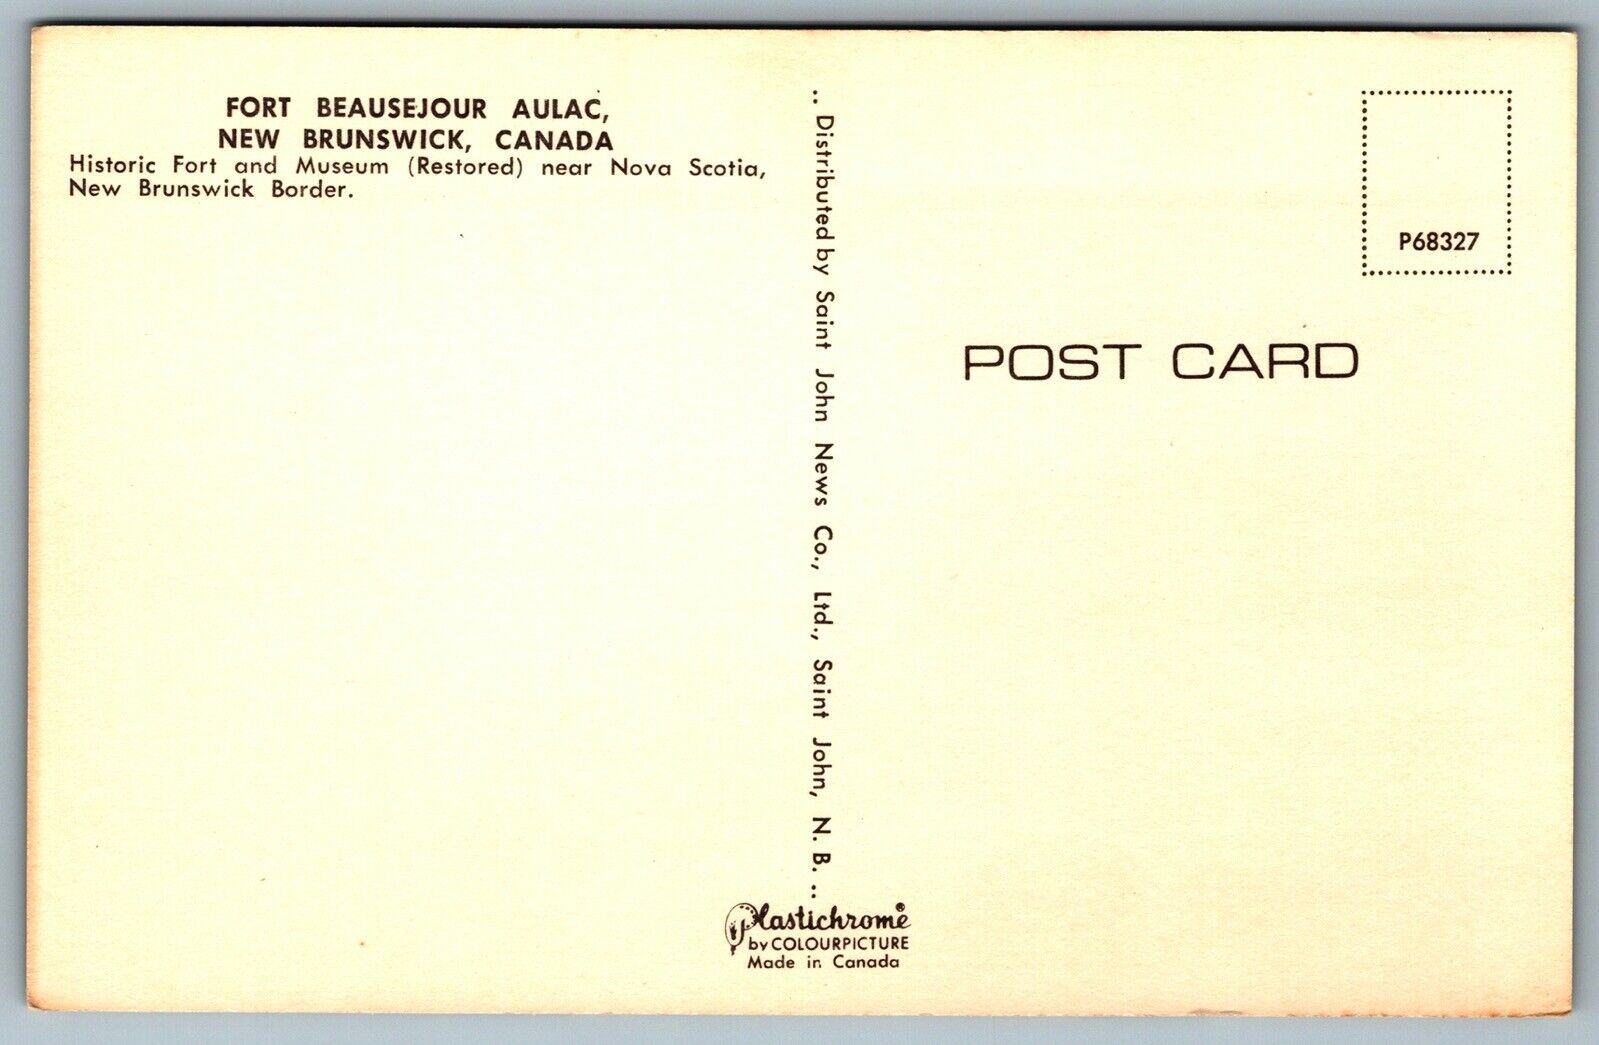 FORT BEAUSEJOUR AULAC,
NEW BRUNSWICK, CANADA
Historic Fort and Museum (Restored) near Nova Scotia,
New Brunswick Border.
.. Distributed by Saint John News Co., Ltd., Saint John, N. B. ..
P68327
POST CARD
Plastichrome®
by COLOURPICTURE
Made in Canada